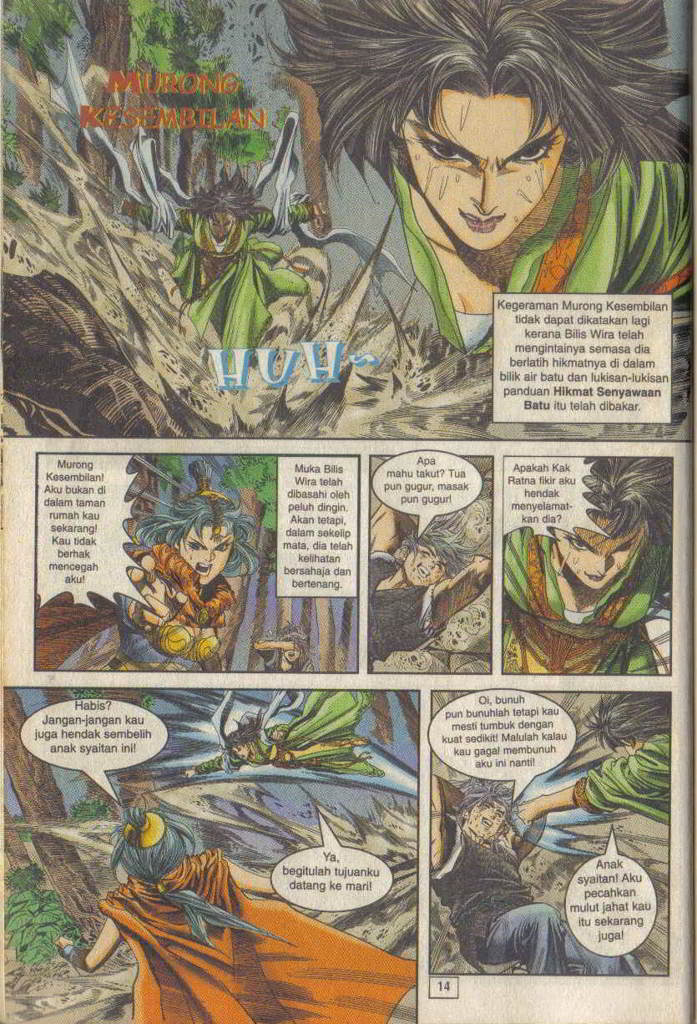 MURONG
KESEMBILAN
HUH~
Kegeraman Murong Kesembilan
tidak dapat dikatakan lagi
kerana Bilis Wira telah
mengintainya semasa dia
berlatih hikmatnya di dalam
bilik air batu dan lukisan-lukisan
panduan Hikmat Senyawaan
Batu itu telah dibakar.
Murong
Kesembilan!
Aku bukan di
dalam taman
rumah kau
sekarang!
Kau tidak
berhak
mencegah
aku!
Muka Bilis
Wira telah
dibasahi oleh
peluh dingin.
Akan tetapi,
dalam sekelip
mata, dia telah
kelihatan
bersahaja dan
bertenang.
Apa
mahu takut? Tua
pun gugur, masak
pun gugur!
Apakah Kak
Ratna fikir aku
hendak
menyelamat-
kan dia?
Habis?
Jangan-jangan kau
juga hendak sembelih
anak syaitan ini!
Ya,
begitulah tujuanku
datang ke mari!
Oi, bunuh
pun bunuhlah tetapi kau
mesti tumbuk dengan
kuat sedikit! Malulah kalau
kau gagal membunuh
aku ini nanti!
Anak
syaitan! Aku
pecahkan
mulut jahat kau
itu sekarang
juga!
14